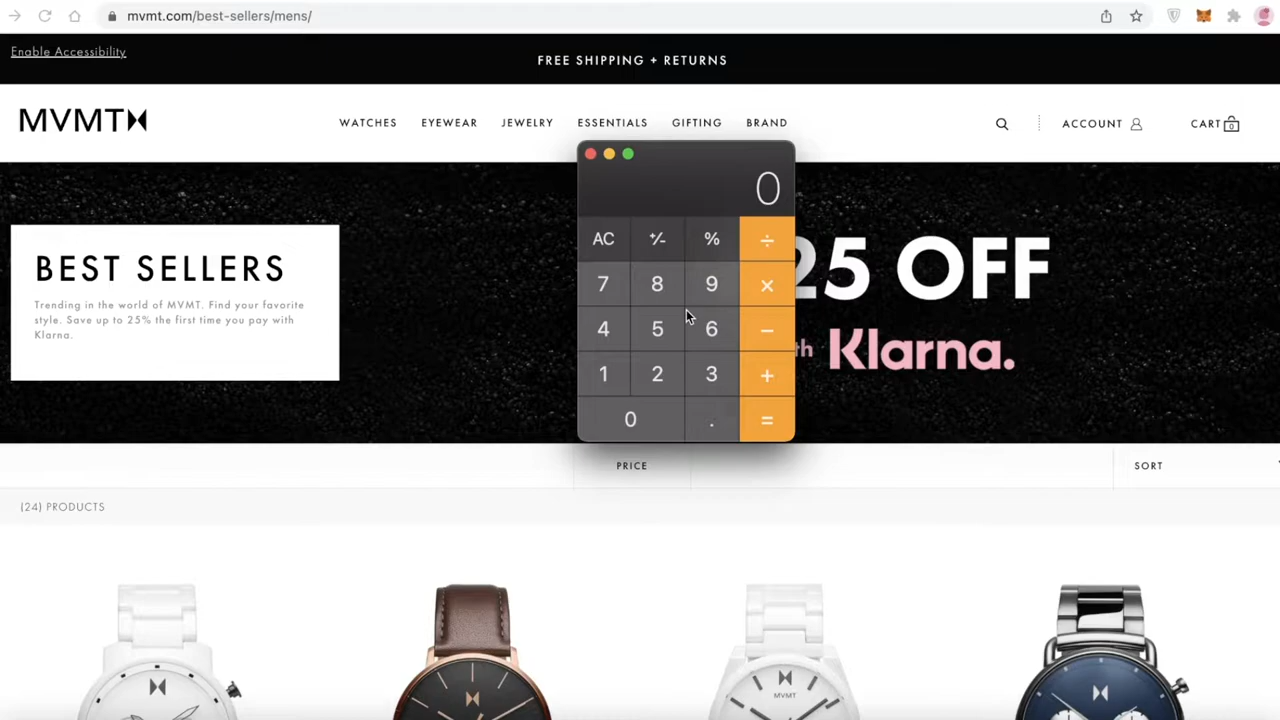 mvmt.com/best-sellers/mens/
Enable Accessibility
FREE SHIPPING + RETURNS
MVMT
WATCHES EYEWEAR JEWELRY ESSENTIALS GIFTING BRAND
ACCOUNT
CART 0
0
AC +/- % ÷
7 8 9 ×
4 5 6 −
1 2 3 +
0 . =
BEST SELLERS
Trending in the world of MVMT. Find your favorite
style. Save up to 25% the first time you pay with
Klarna.
25 OFF
Klarna.
PRICE
SORT
(24) PRODUCTS
MVMT